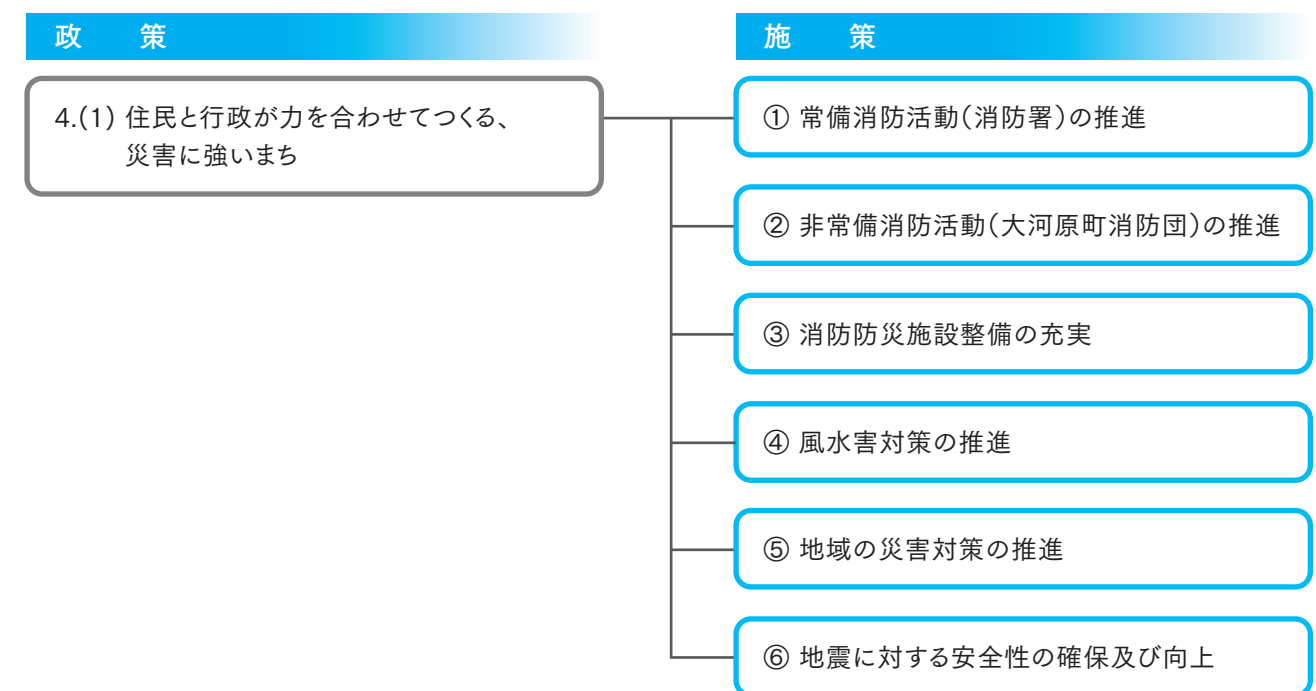 政　策
4.(1) 住民と行政が力を合わせてつくる、
災害に強いまち
施　策
① 常備消防活動(消防署)の推進
② 非常備消防活動(大河原町消防団)の推進
③ 消防防災施設整備の充実
④ 風水害対策の推進
⑤ 地域の災害対策の推進
⑥ 地震に対する安全性の確保及び向上